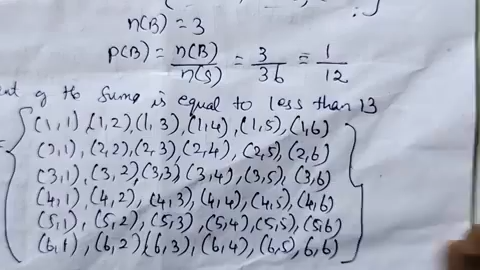 n(B) = 3
P(B) = n(B)/n(S) = 3/36 = 1/12
of the sums is equal to less than 13
{(1,1) (1,2) (1,3), (1,4), (1,5), (1,6)
(2,1), (2,2), (2,3), (2,4), (2,5), (2,6)
(3,1), (3,2) (3,3) (3,4), (3,5), (3,6)
(4,1), (4,2), (4,3), (4,4), (4,5), (4,6)
(5,1), (5,2), (5,3), (5,4), (5,5), (5,6)
(6,1), (6,2) (6,3), (6,4), (6,5), 6,6)}